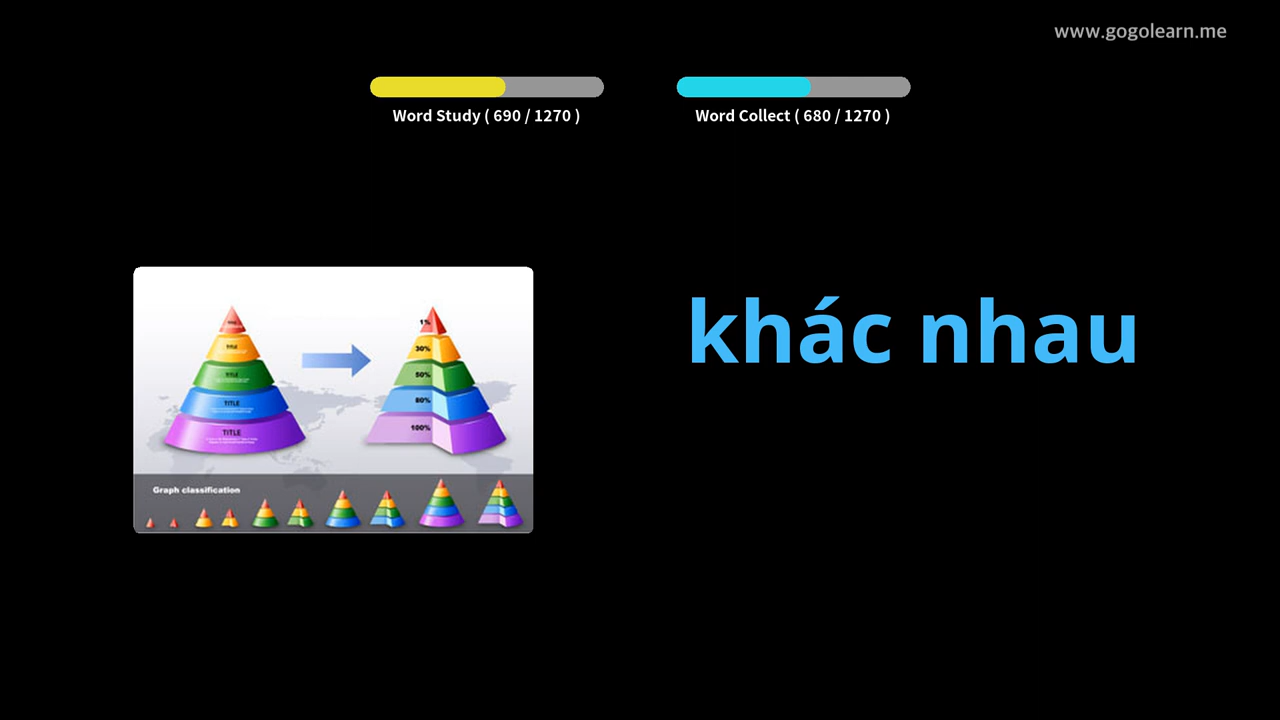 www.gogolearn.me
Word Study ( 690 / 1270 )
Word Collect ( 680 / 1270 )
khác nhau
TITLE
TITLE
TITLE
TITLE
1%
30%
50%
80%
100%
Graph classification